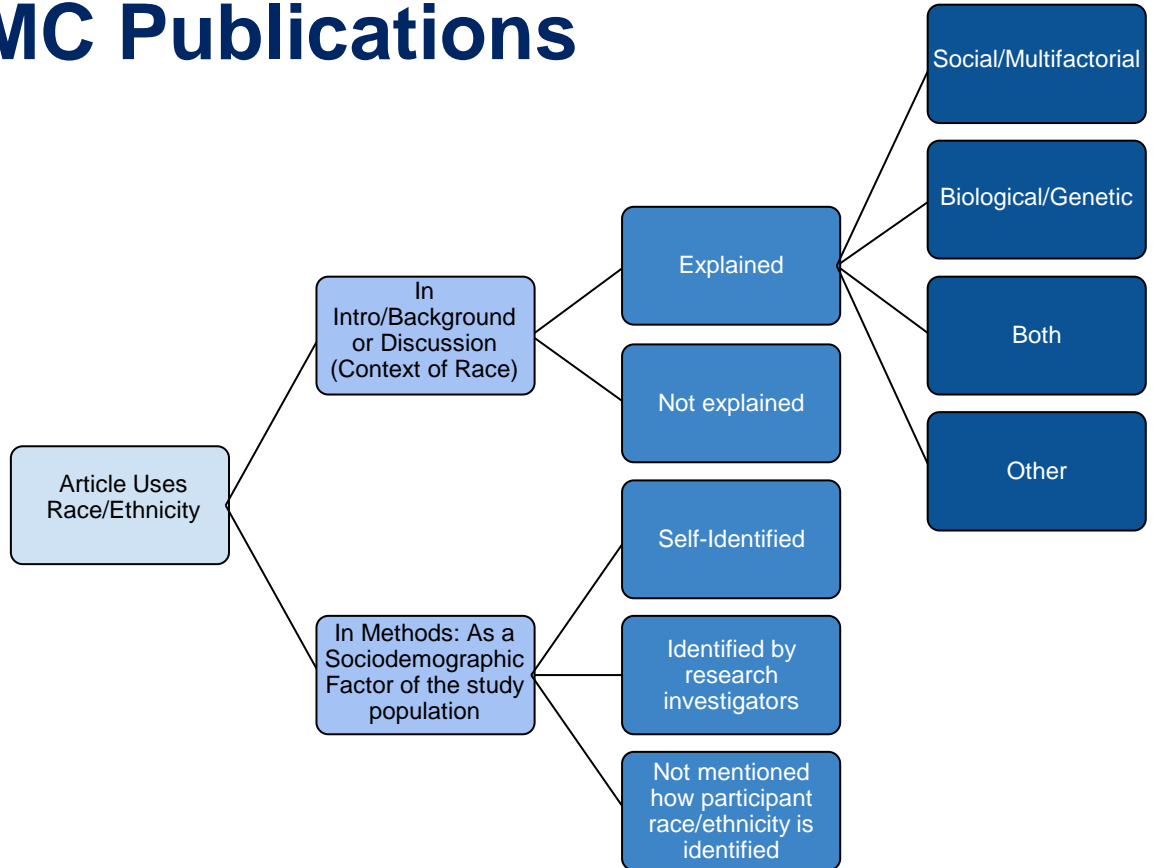 MC Publications
Article Uses
Race/Ethnicity
In
Intro/Background
or Discussion
(Context of Race)
In Methods: As a
Sociodemographic
Factor of the study
population
Explained
Not explained
Self-Identified
Identified by
research
investigators
Not mentioned
how participant
race/ethnicity is
identified
Social/Multifactorial
Biological/Genetic
Both
Other